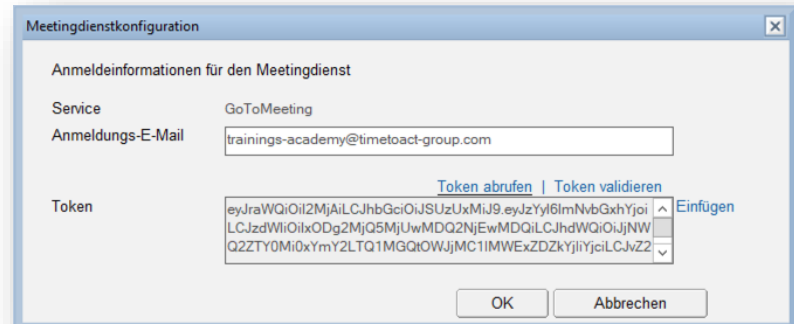 Meetingdienstkonfiguration
Anmeldeinformationen für den Meetingdienst
Service GoToMeeting
Anmeldungs-E-Mail trainings-academy@timetoact-group.com
Token abrufen | Token validieren
Token eyJraWQiOiI2MjAiLCJhbGciOiJSUzUxMiJ9.eyJzYyI6ImNvbGxhYjoi Einfügen
LCJzdWIiOiIxODg2MjQ5MjUwMDQ2NjEwMDQiLCJhdWQiOiJjNW
Q2ZTY0Mi0xYmY2LTQ1MGQtOWJjMC1lMWExZDZkYjliYjciLCJvZ2
OK Abbrechen